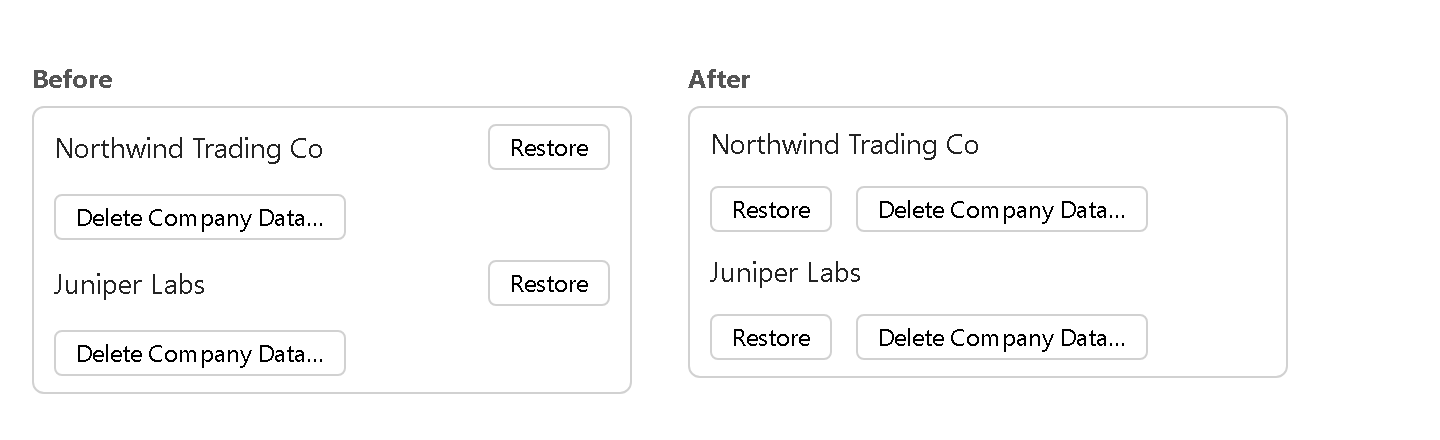 Before
Northwind Trading Co
Restore
Delete Company Data...
Juniper Labs
Restore
Delete Company Data...
After
Northwind Trading Co
Restore
Delete Company Data...
Juniper Labs
Restore
Delete Company Data...